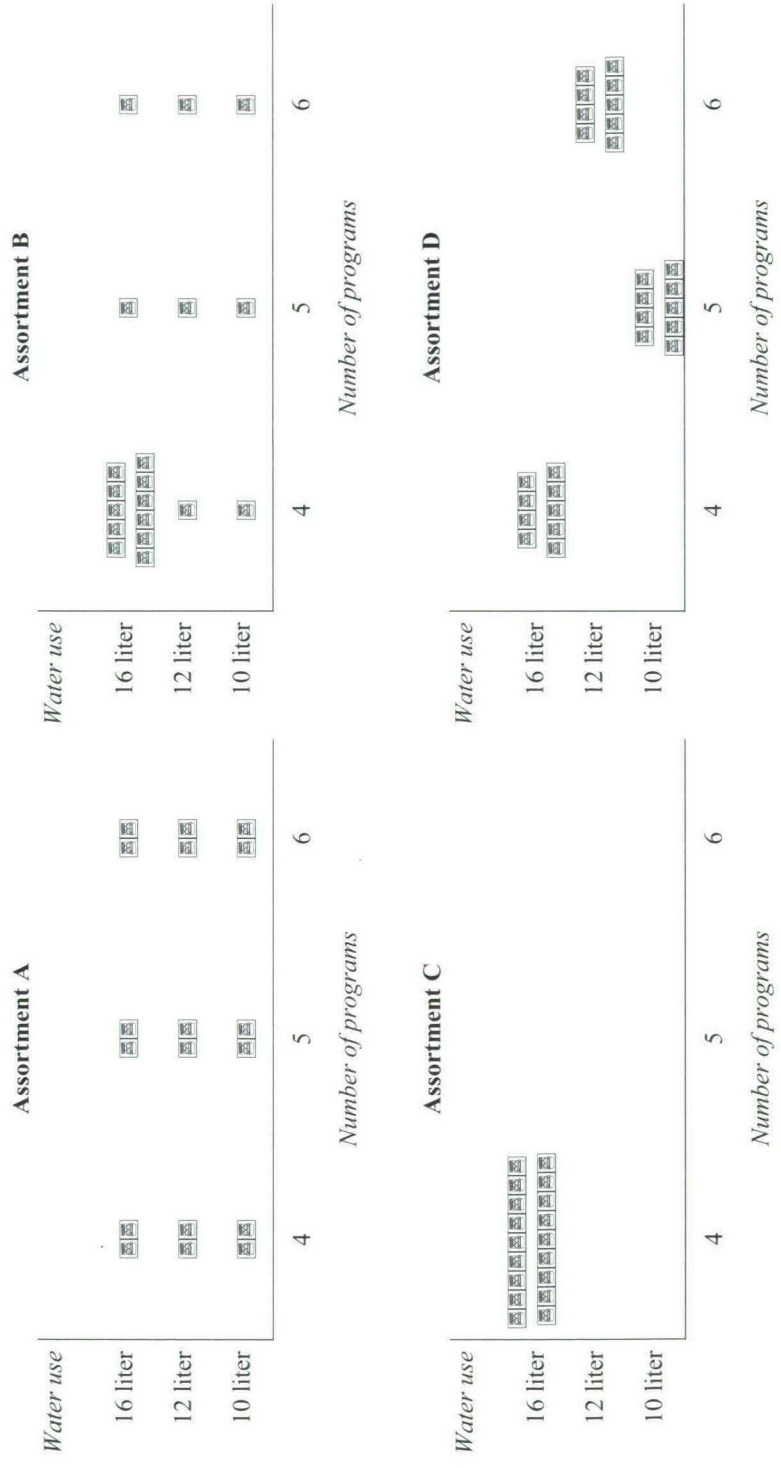 Assortment A
Water use
16 liter
12 liter
10 liter
4 5 6
Number of programs
Assortment B
Water use
16 liter
12 liter
10 liter
4 5 6
Number of programs
Assortment C
Water use
16 liter
12 liter
10 liter
4 5 6
Number of programs
Assortment D
Water use
16 liter
12 liter
10 liter
4 5 6
Number of programs